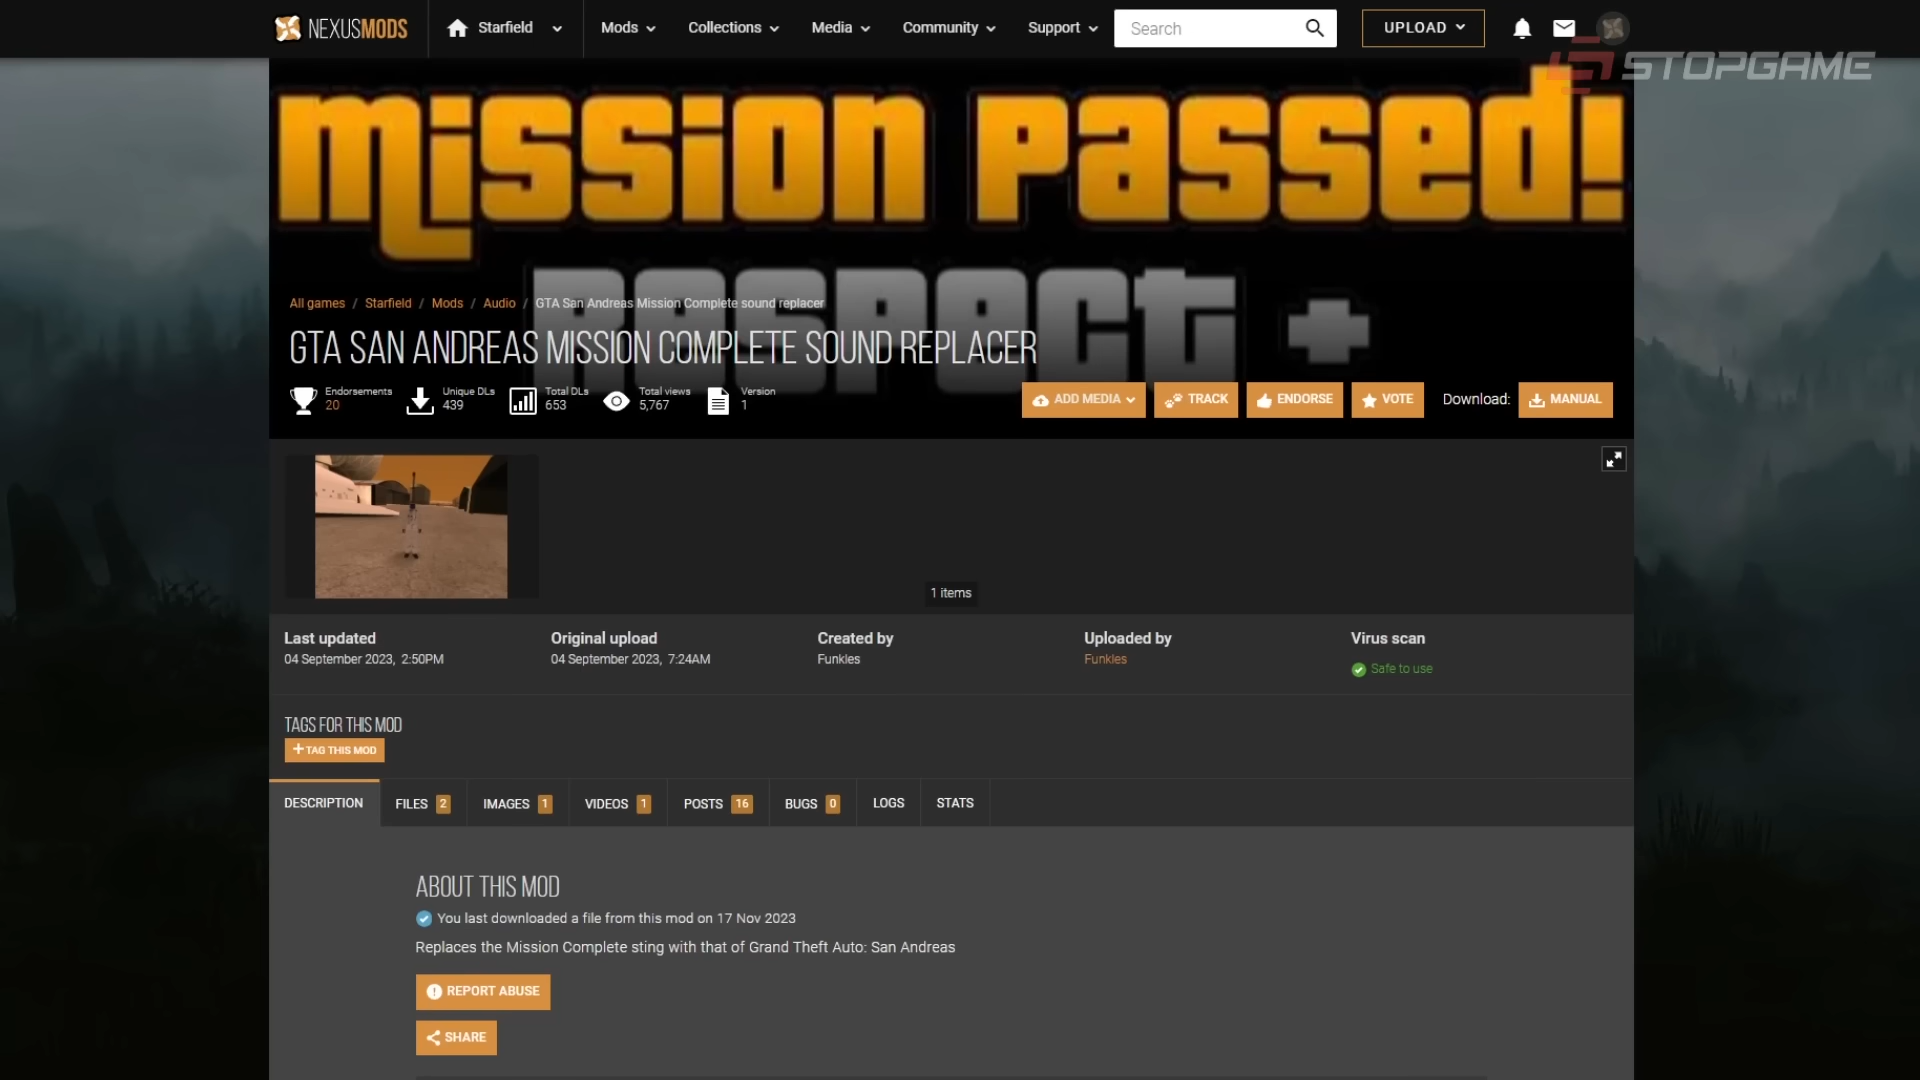 NEXUSMODS
Starfield
Mods
Collections
Media
Community
Support
Search
UPLOAD
STOPGAME
mission passed!
Respect +
All games / Starfield / Mods / Audio / GTA San Andreas Mission Complete sound replacer
GTA SAN ANDREAS MISSION COMPLETE SOUND REPLACER
Endorsements
20
Unique DLs
439
Total DLs
653
Total views
5,767
Version
1
ADD MEDIA
TRACK
ENDORSE
VOTE
Download:
MANUAL
1 items
Last updated
04 September 2023, 2:50PM
Original upload
04 September 2023, 7:24AM
Created by
Funkles
Uploaded by
Funkles
Virus scan
Safe to use
TAGS FOR THIS MOD
+ TAG THIS MOD
DESCRIPTION
FILES 2
IMAGES 1
VIDEOS 1
POSTS 16
BUGS 0
LOGS
STATS
ABOUT THIS MOD
You last downloaded a file from this mod on 17 Nov 2023
Replaces the Mission Complete sting with that of Grand Theft Auto: San Andreas
REPORT ABUSE
SHARE